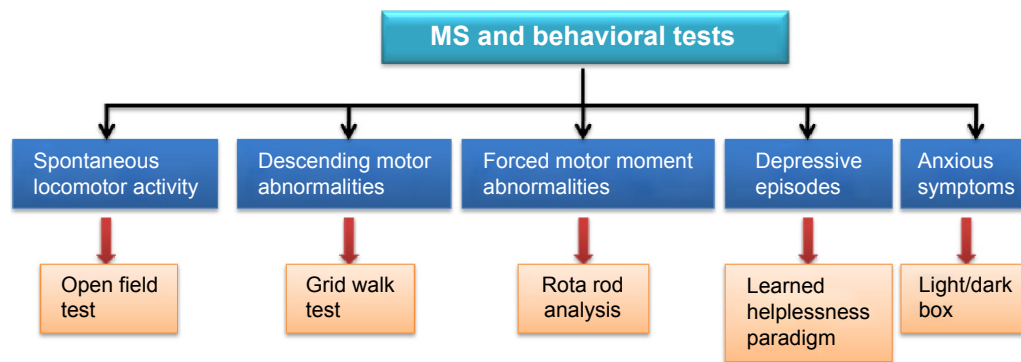 MS and behavioral tests
Spontaneous
locomotor activity
Descending motor
abnormalities
Forced motor moment
abnormalities
Depressive
episodes
Anxious
symptoms
Open field
test
Grid walk
test
Rota rod
analysis
Learned
helplessness
paradigm
Light/dark
box